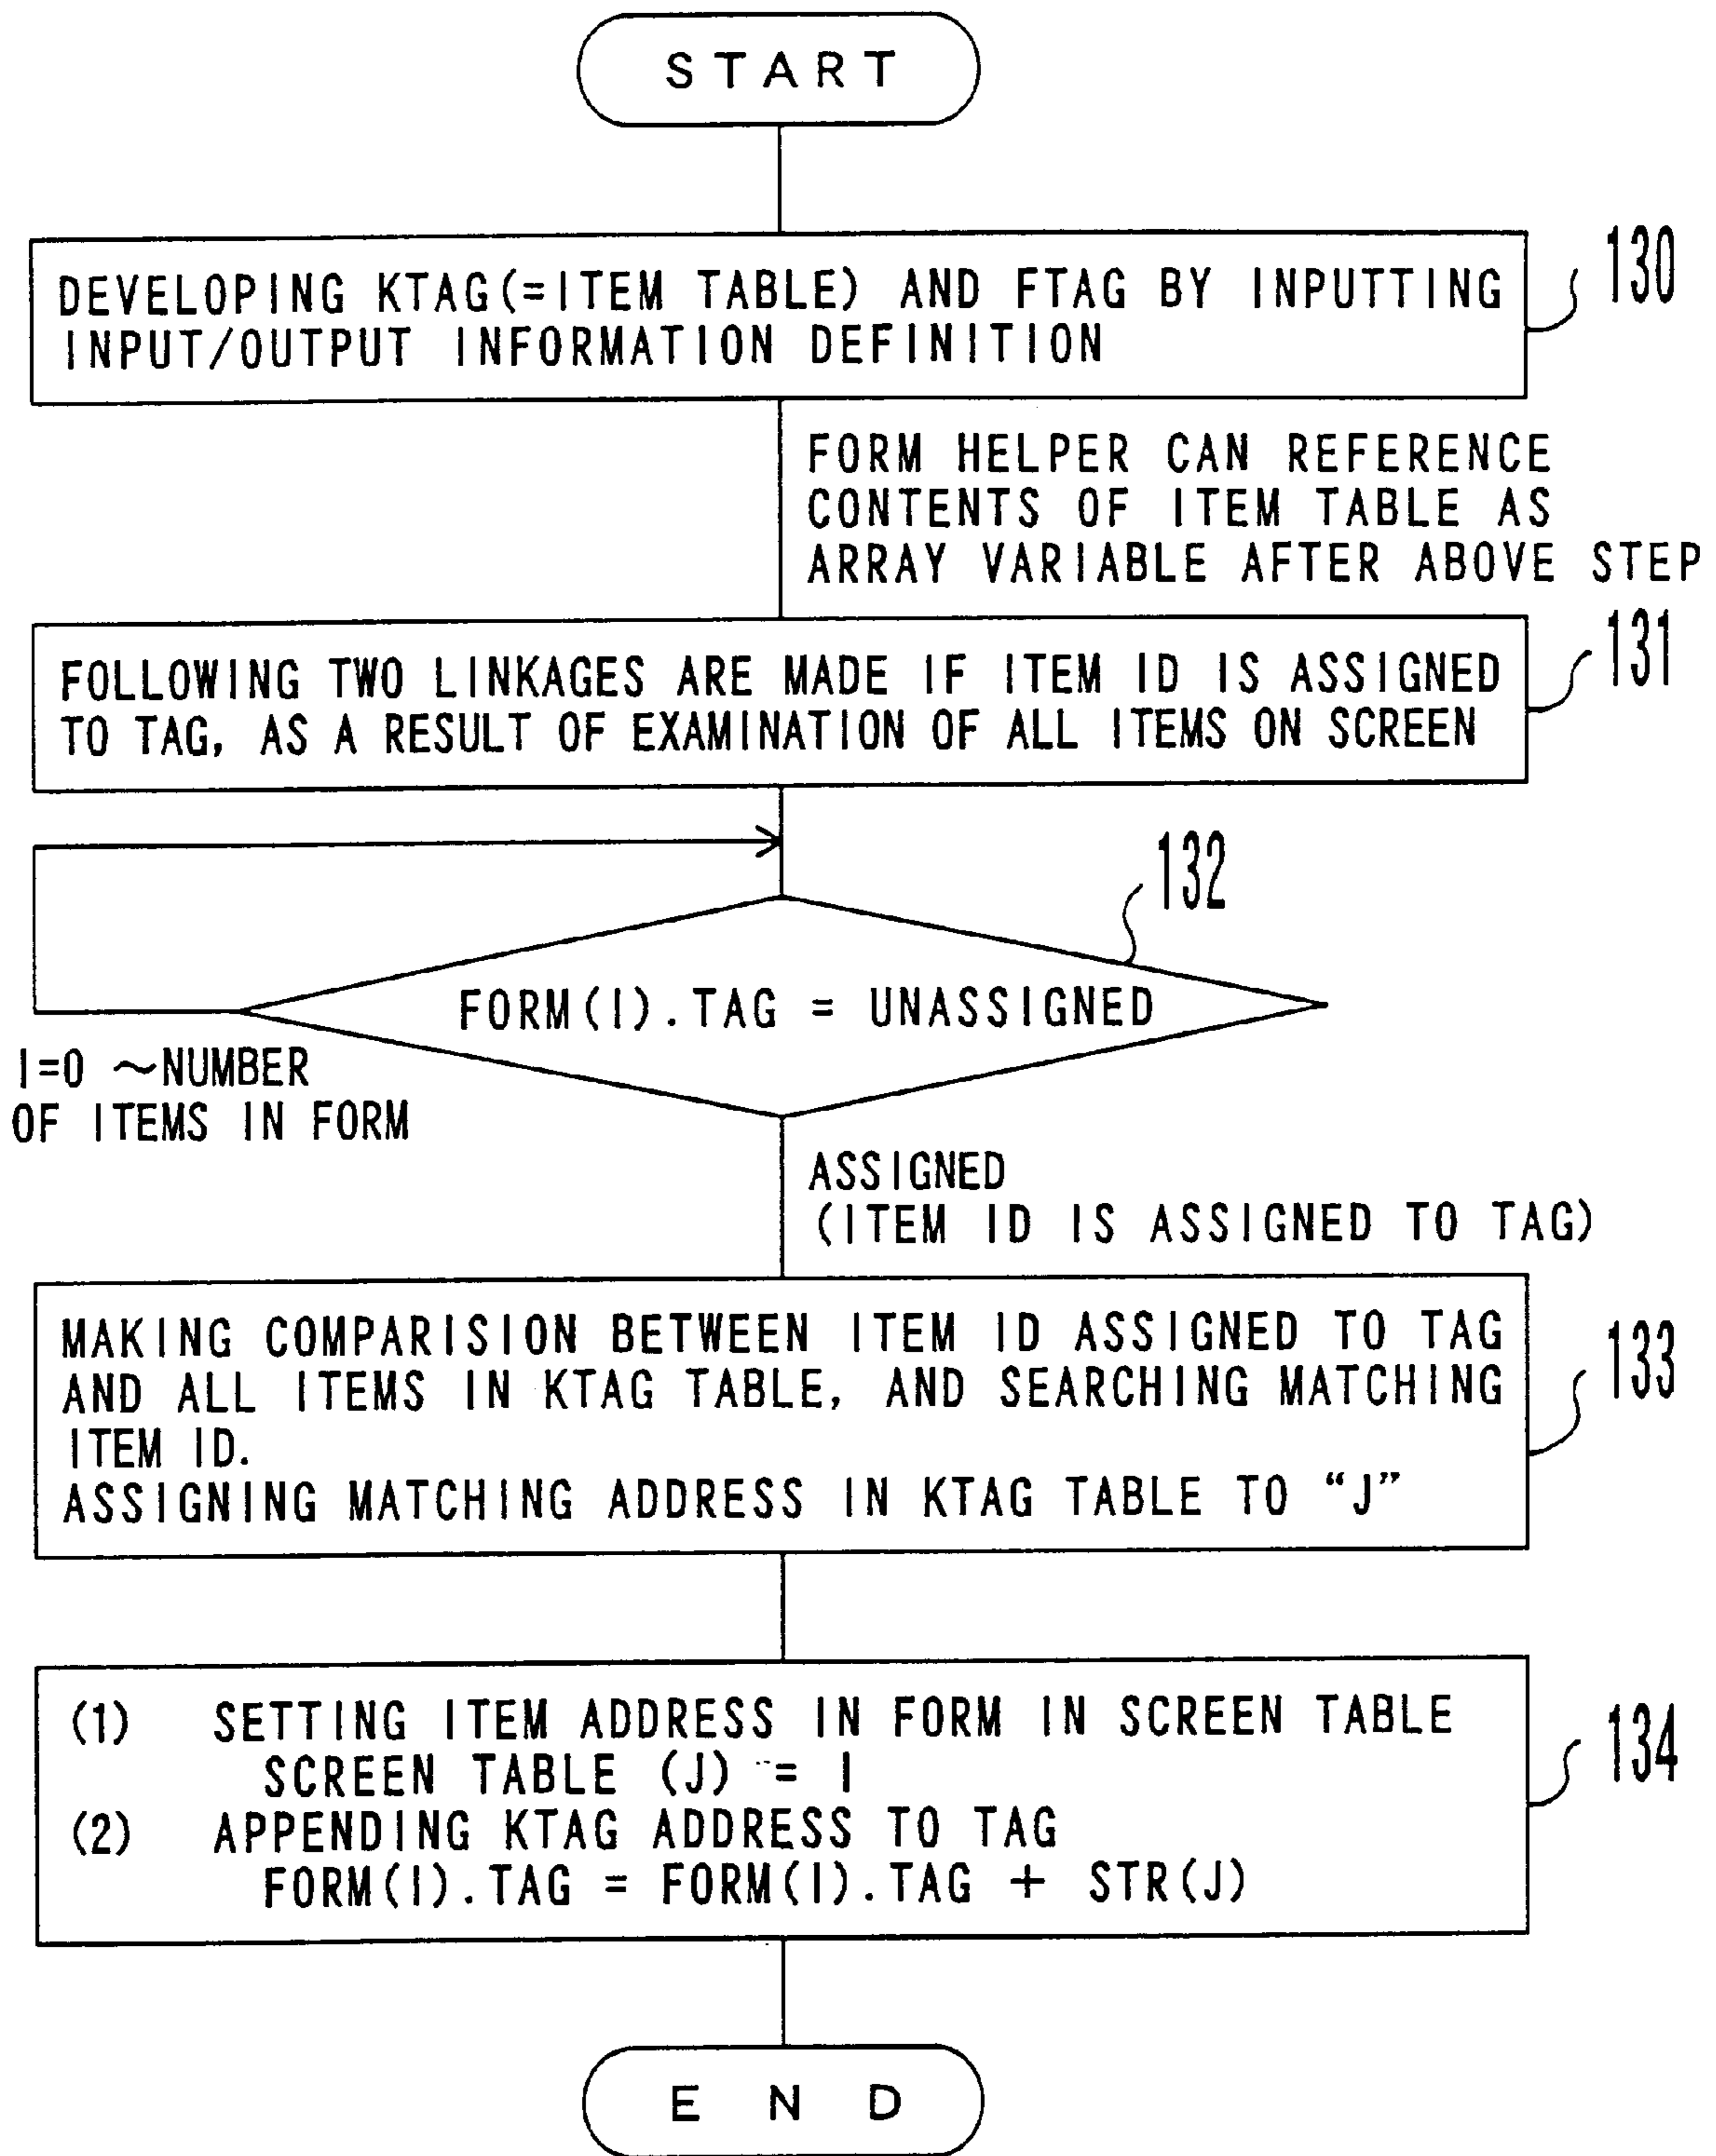 START
130
DEVELOPING KTAG(=ITEM TABLE) AND FTAG BY INPUTTING
INPUT/OUTPUT INFORMATION DEFINITION
FORM HELPER CAN REFERENCE
CONTENTS OF ITEM TABLE AS
ARRAY VARIABLE AFTER ABOVE STEP
131
FOLLOWING TWO LINKAGES ARE MADE IF ITEM ID IS ASSIGNED
TO TAG, AS A RESULT OF EXAMINATION OF ALL ITEMS ON SCREEN
132
FORM(I).TAG = UNASSIGNED
I=0 ~NUMBER
OF ITEMS IN FORM
ASSIGNED
(ITEM ID IS ASSIGNED TO TAG)
133
MAKING COMPARISION BETWEEN ITEM ID ASSIGNED TO TAG
AND ALL ITEMS IN KTAG TABLE, AND SEARCHING MATCHING
ITEM ID.
ASSIGNING MATCHING ADDRESS IN KTAG TABLE TO “J”
134
(1) SETTING ITEM ADDRESS IN FORM IN SCREEN TABLE
SCREEN TABLE (J) = I
(2) APPENDING KTAG ADDRESS TO TAG
FORM(I).TAG = FORM(I).TAG + STR(J)
END